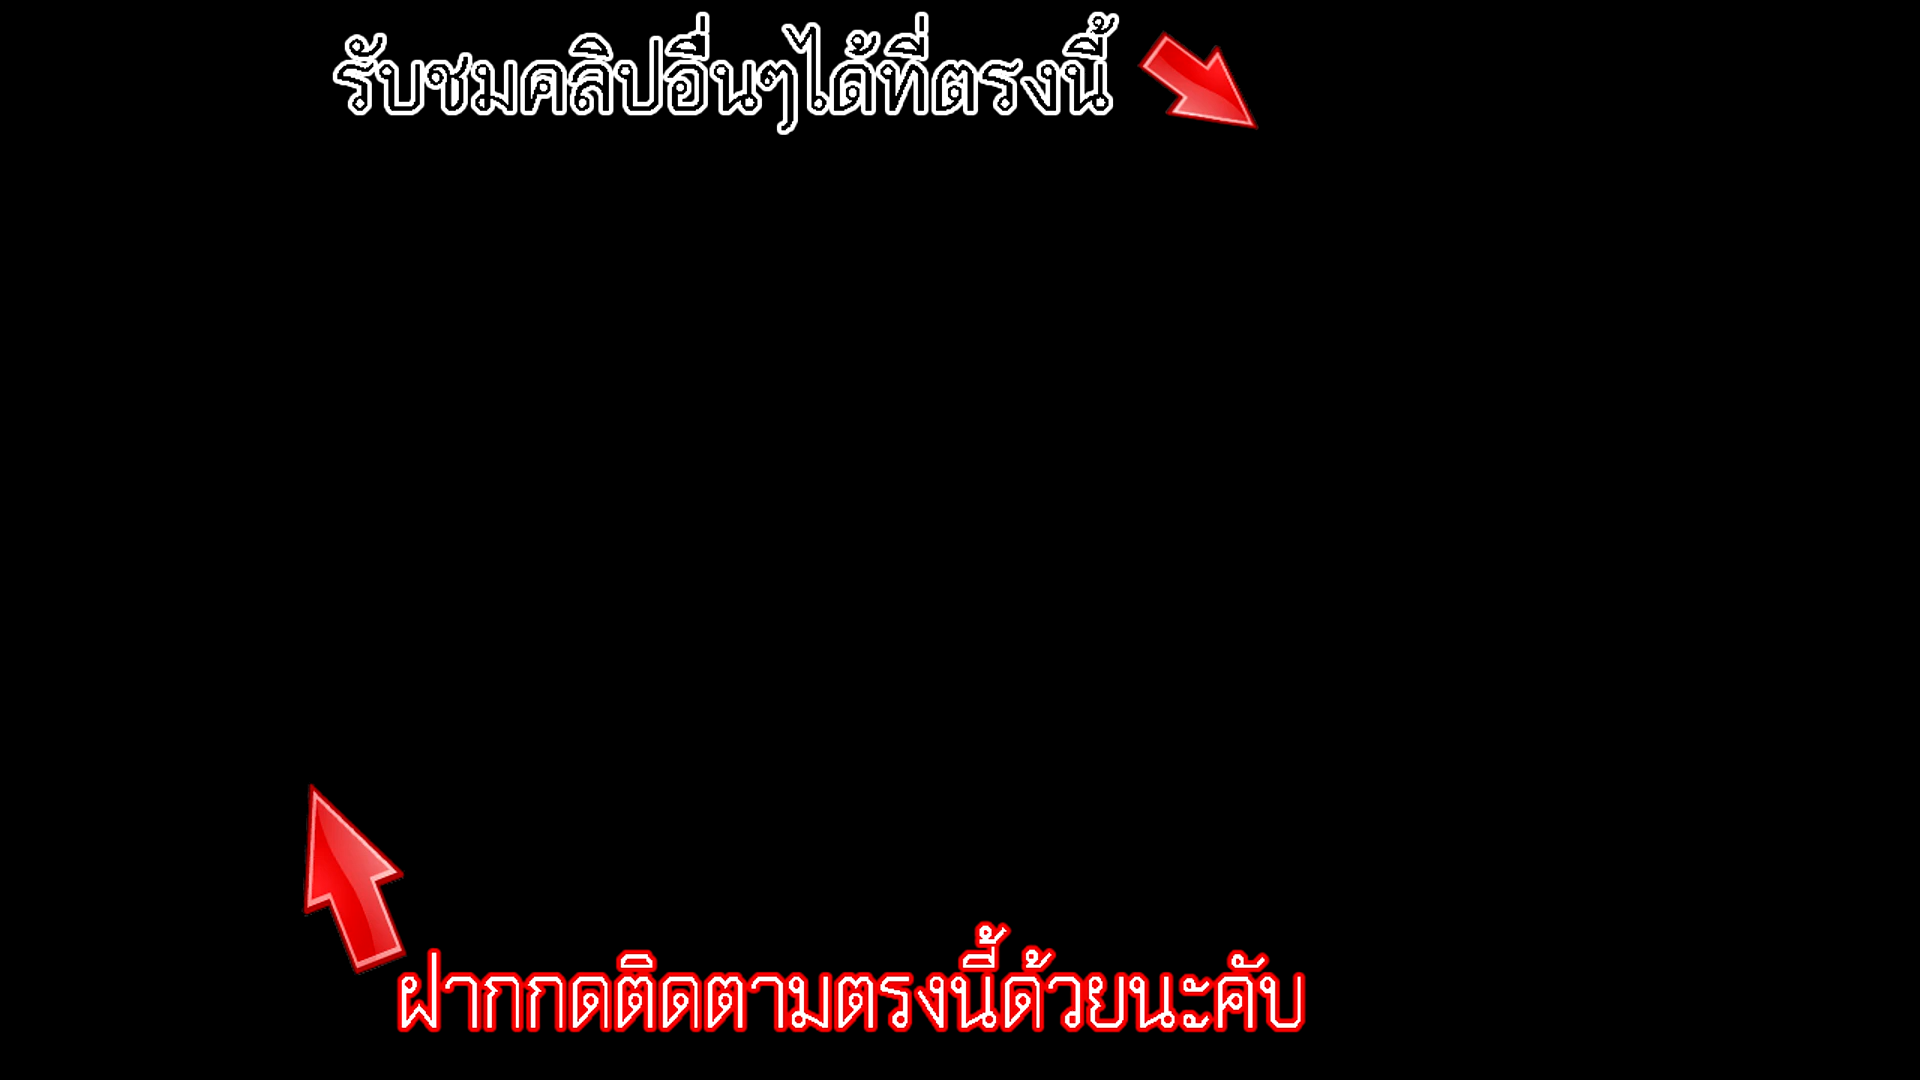 รับชมคลิปอื่นๆได้ที่ตรงนี้
ฝากกดติดตามตรงนี้ด้วยนะคับ